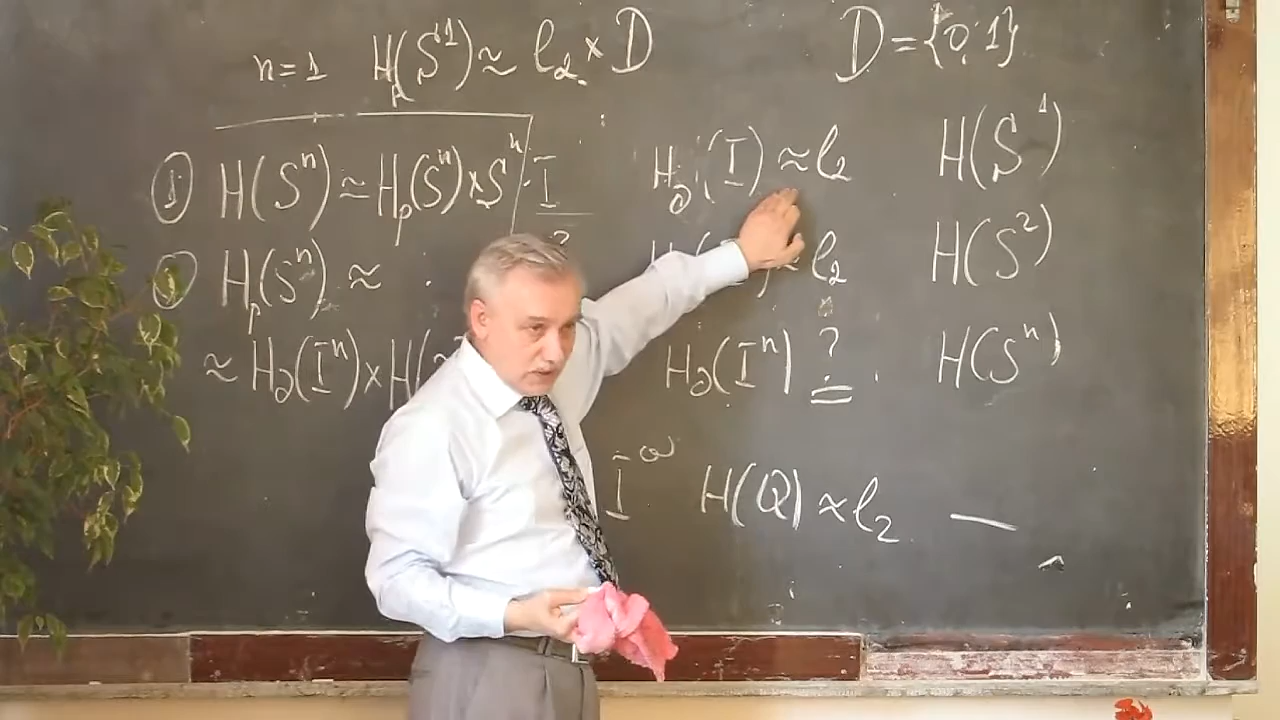 n=1 H_p(S^1) ≈ l_2 × D
D = {0,1}
① H(S^n) ≈ H_p(S^n) × S^n
I
H_∂(I) ≈ l_2
H(S^1)
② H_p(S^n) ≈
?
≈ l_2
H(S^2)
≈ H_∂(I^n) × H(
H_∂(I^n) ?
H(S^n)
I^ω
H(Q) ≈ l_2 —